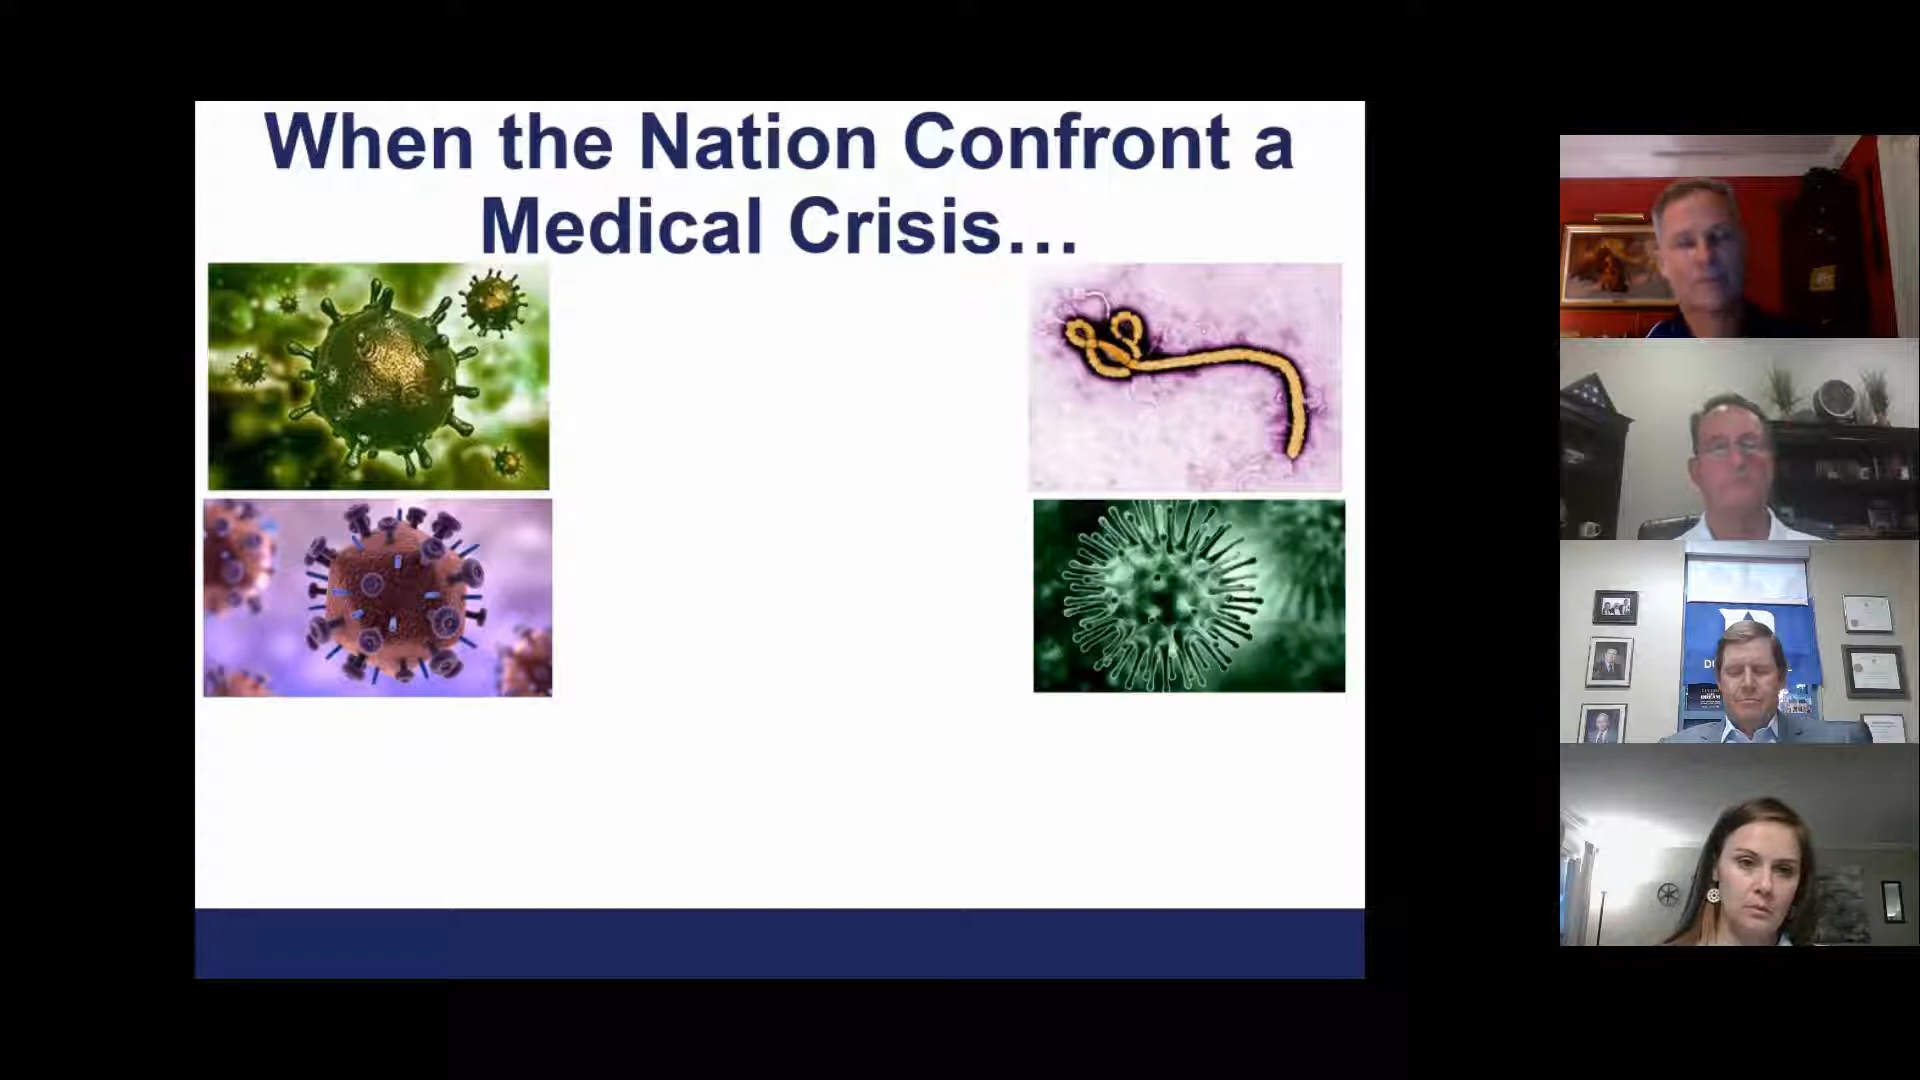 When the Nation Confront a
Medical Crisis…